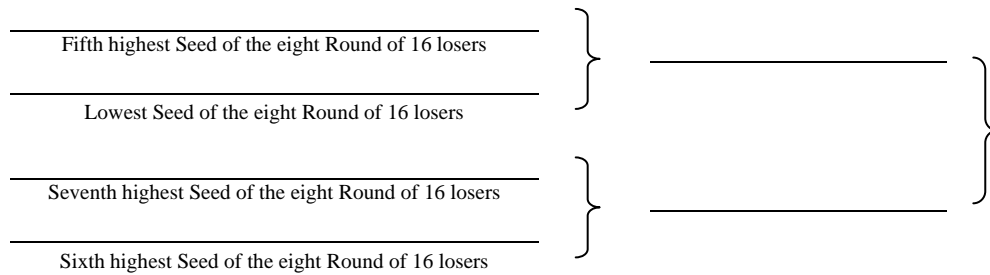 Fifth highest Seed of the eight Round of 16 losers
Lowest Seed of the eight Round of 16 losers
Seventh highest Seed of the eight Round of 16 losers
Sixth highest Seed of the eight Round of 16 losers